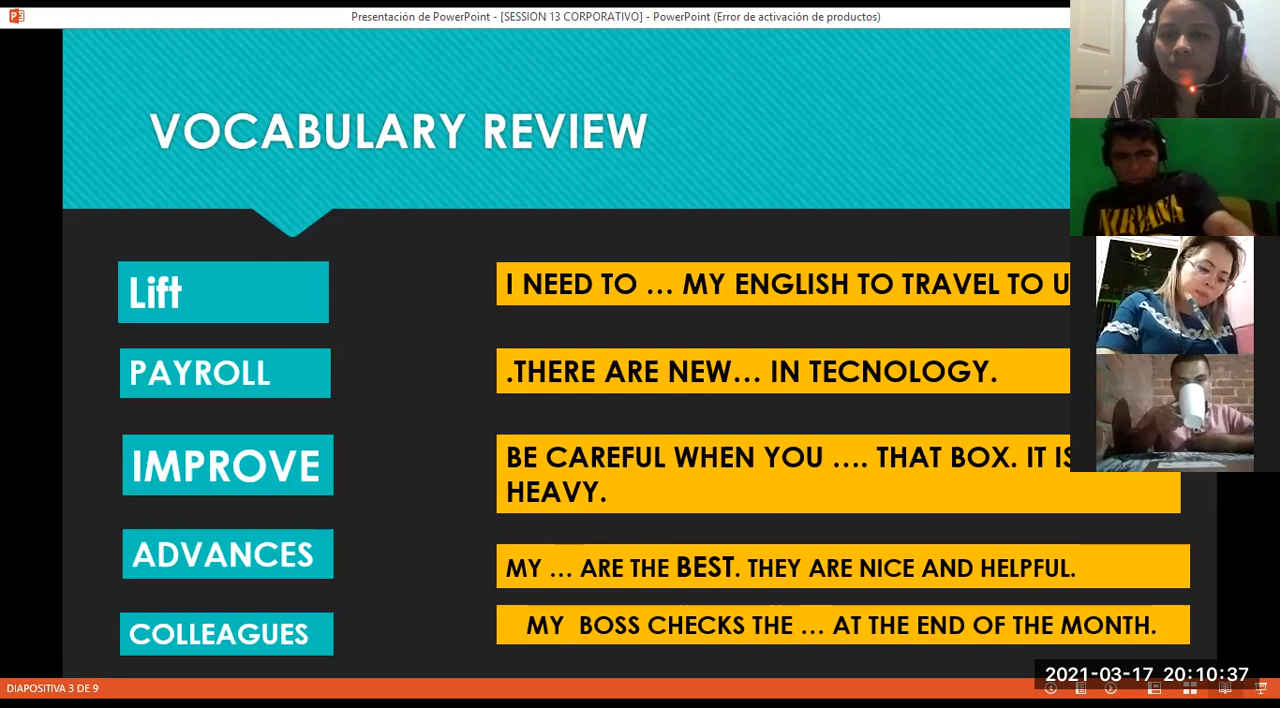 Presentación de PowerPoint - [SESSION 13 CORPORATIVO] - PowerPoint (Error de activación de productos)
VOCABULARY REVIEW
Lift
I NEED TO ... MY ENGLISH TO TRAVEL TO U
PAYROLL
.THERE ARE NEW... IN TECNOLOGY.
IMPROVE
BE CAREFUL WHEN YOU .... THAT BOX. IT IS
HEAVY.
ADVANCES
MY ... ARE THE BEST. THEY ARE NICE AND HELPFUL.
COLLEAGUES
MY BOSS CHECKS THE ... AT THE END OF THE MONTH.
NIRVANA
2021-03-17 20:10:37
DIAPOSITIVA 3 DE 9